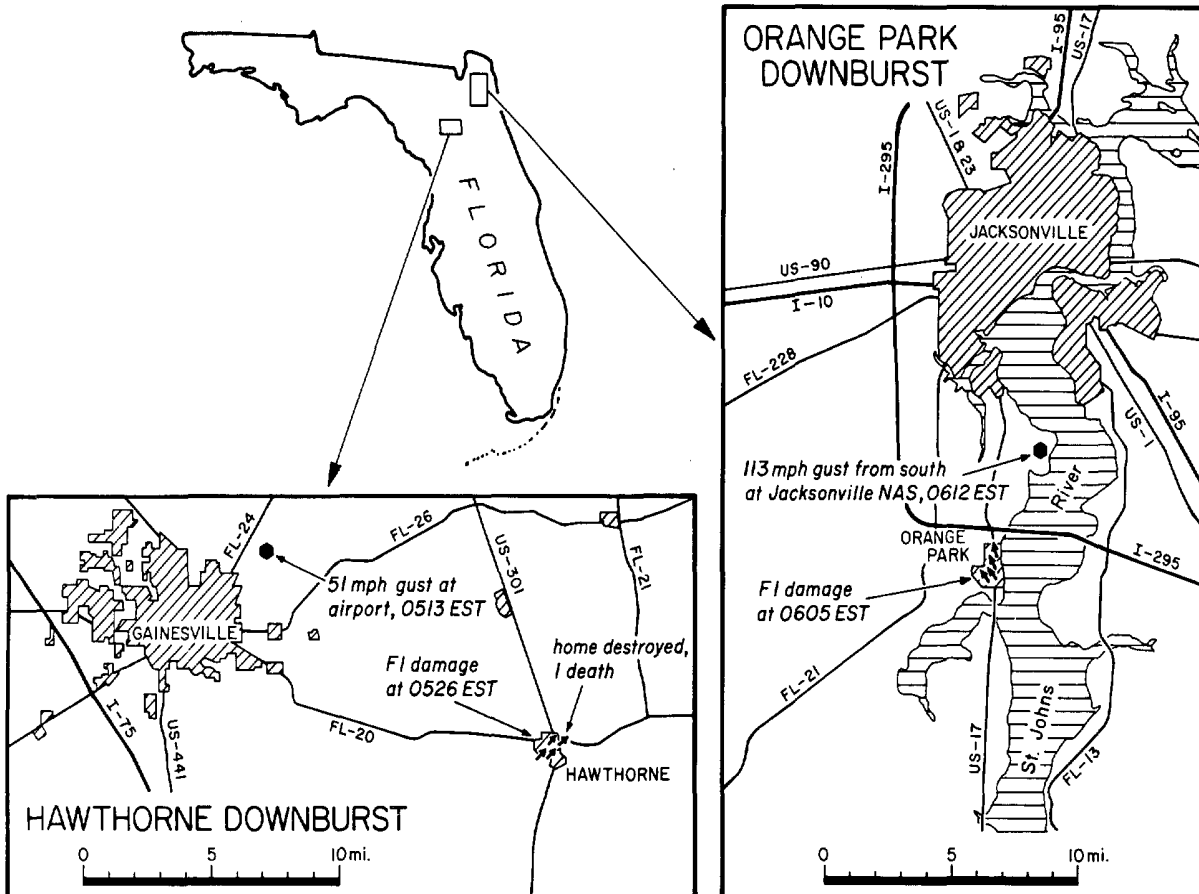 FLORIDA
ORANGE PARK
DOWNBURST
I-95
US-17
US-1 & 23
I-295
JACKSONVILLE
US-90
I-10
FL-228
I-95
US-1
113 mph gust from south
at Jacksonville NAS, 0612 EST
River
ORANGE
PARK
I-295
F1 damage
at 0605 EST
FL-21
US-17
St. Johns
FL-13
0 5 10 mi.
FL-24
FL-26
US-301
FL-21
51 mph gust at
airport, 0513 EST
GAINESVILLE
F1 damage
at 0526 EST
home destroyed,
1 death
I-75
US-441
FL-20
HAWTHORNE
HAWTHORNE DOWNBURST
0 5 10 mi.